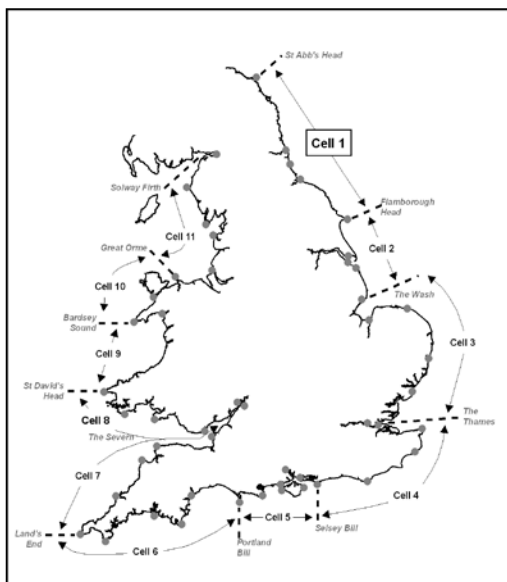 St Abb's Head
Cell 1
Solway Firth
Flamborough
Head
Great Orme
Cell 11
Cell 2
Cell 10
The Wash
Bardsey
Sound
Cell 9
Cell 3
St David's
Head
Cell 8
The Severn
The
Thames
Cell 7
Cell 4
Cell 5
Selsey Bill
Land's
End
Cell 6
Portland
Bill